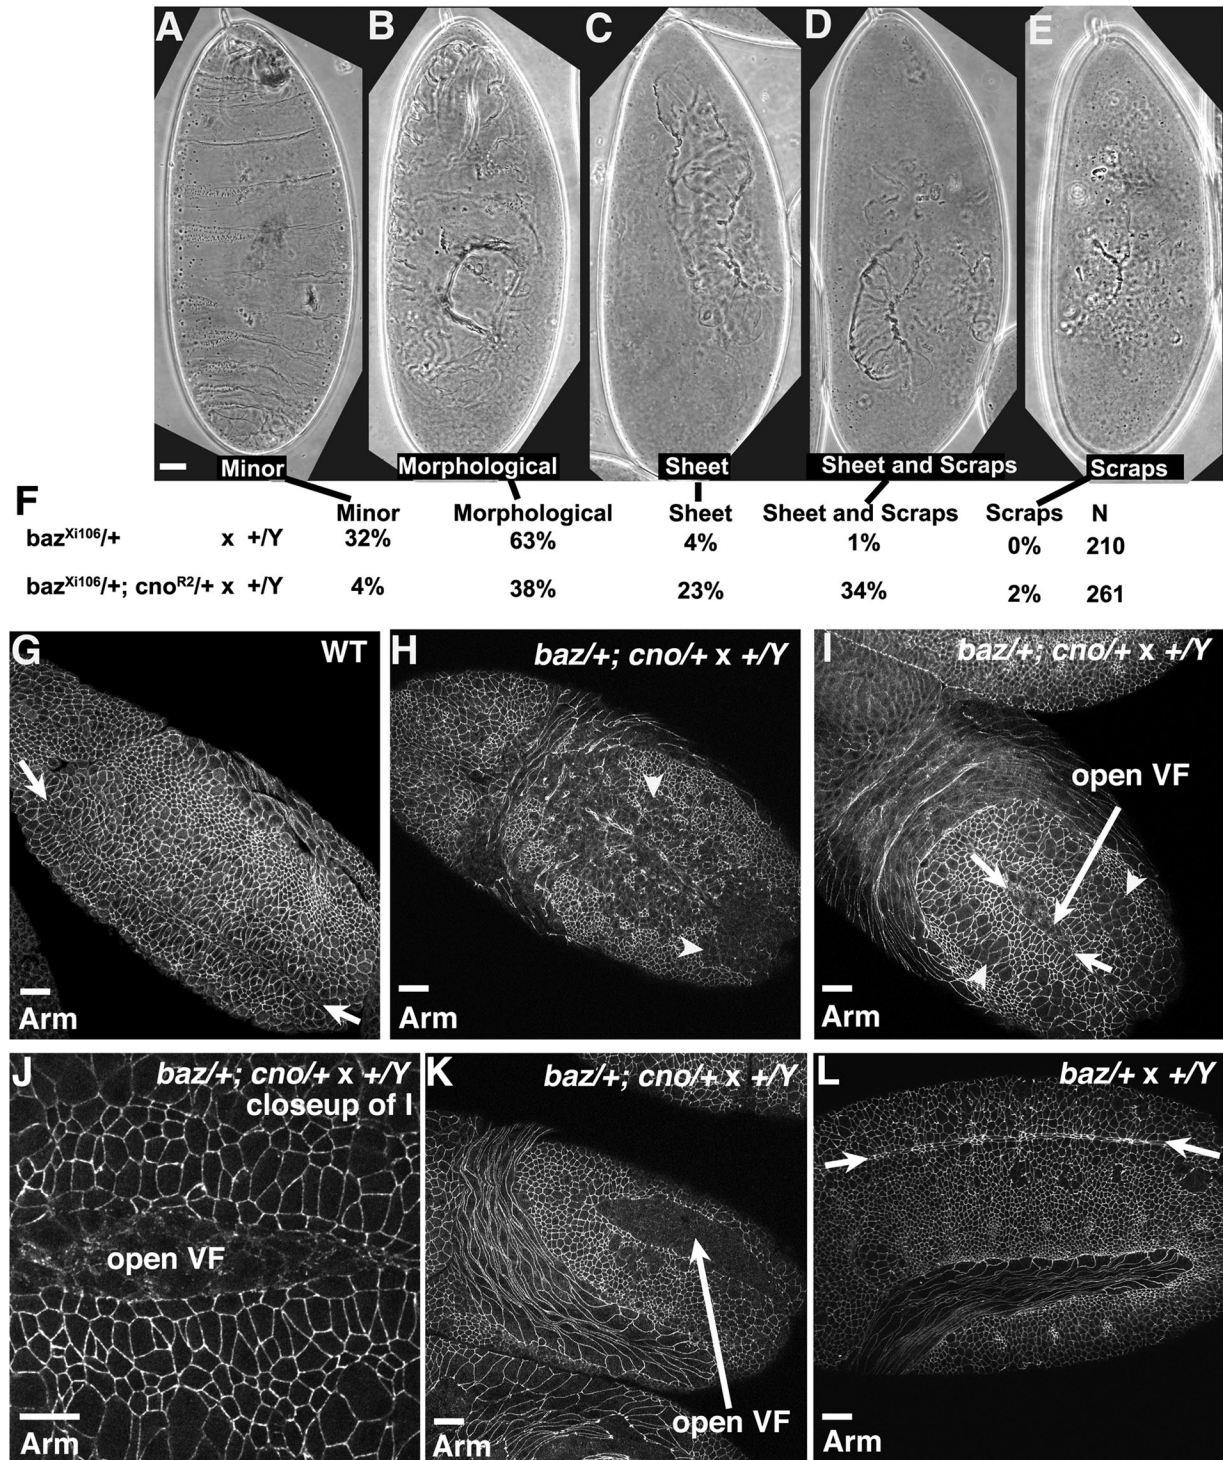 A B C D E
Minor Morphological Sheet Sheet and Scraps Scraps
F
Minor Morphological Sheet Sheet and Scraps Scraps N
baz^Xi106/+ x +/Y 32% 63% 4% 1% 0% 210
baz^Xi106/+; cno^R2/+ x +/Y 4% 38% 23% 34% 2% 261
G WT
Arm
H baz/+; cno/+ x +/Y
Arm
I baz/+; cno/+ x +/Y
open VF
Arm
J baz/+; cno/+ x +/Y
closeup of I
open VF
Arm
K baz/+; cno/+ x +/Y
open VF
Arm
L baz/+ x +/Y
Arm